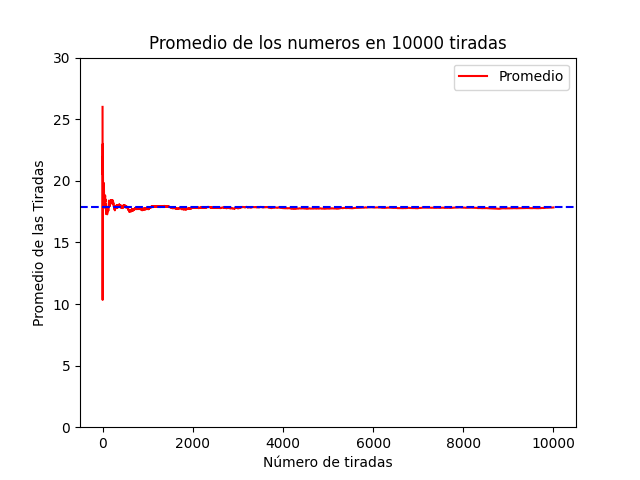 Promedio de los numeros en 10000 tiradas
Promedio
Promedio de las Tiradas
30
25
20
15
10
5
0
0 2000 4000 6000 8000 10000
Número de tiradas